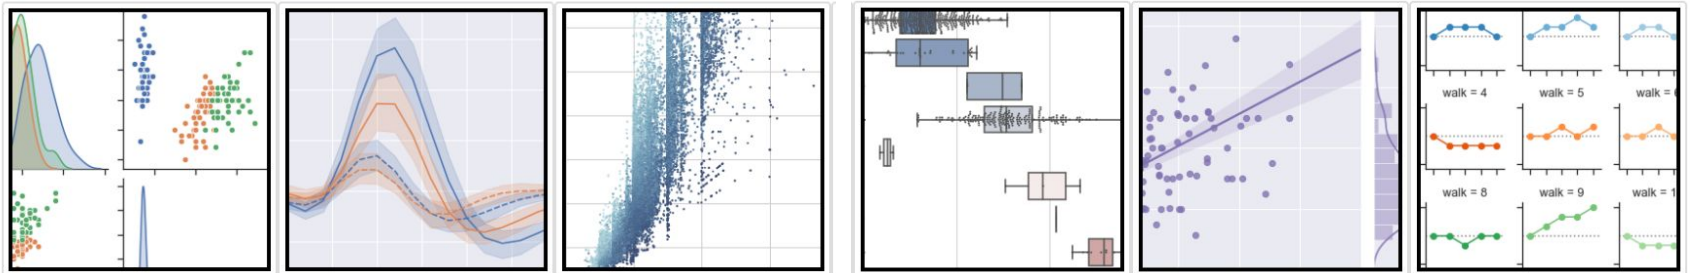 walk = 4
walk = 5
walk =
walk = 8
walk = 9
walk = 1